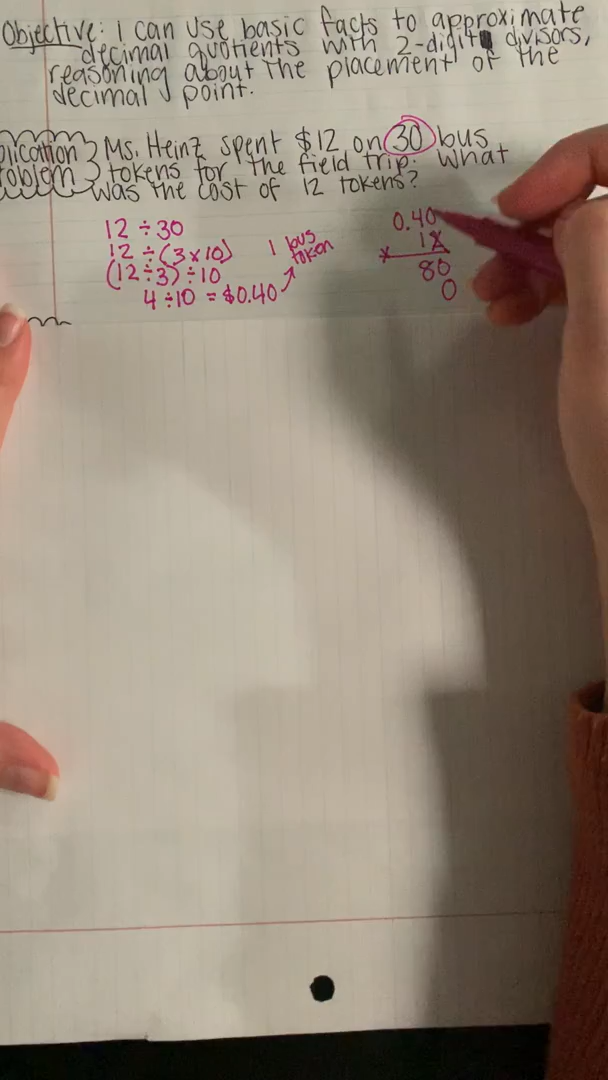 Objective: I can use basic facts to approximate
decimal quotients with 2-digit divisors,
reasoning about the placement of the
decimal point.
plication Ms. Heinz spent $12 on 30 bus
roblem tokens for the field trip. What
was the cost of 12 tokens?
12 ÷ 30
12 ÷ (3 x 10)
(12 ÷ 3) ÷ 10
4 ÷ 10 = $0.40
1 bus
token
0.40
x 12
80
0